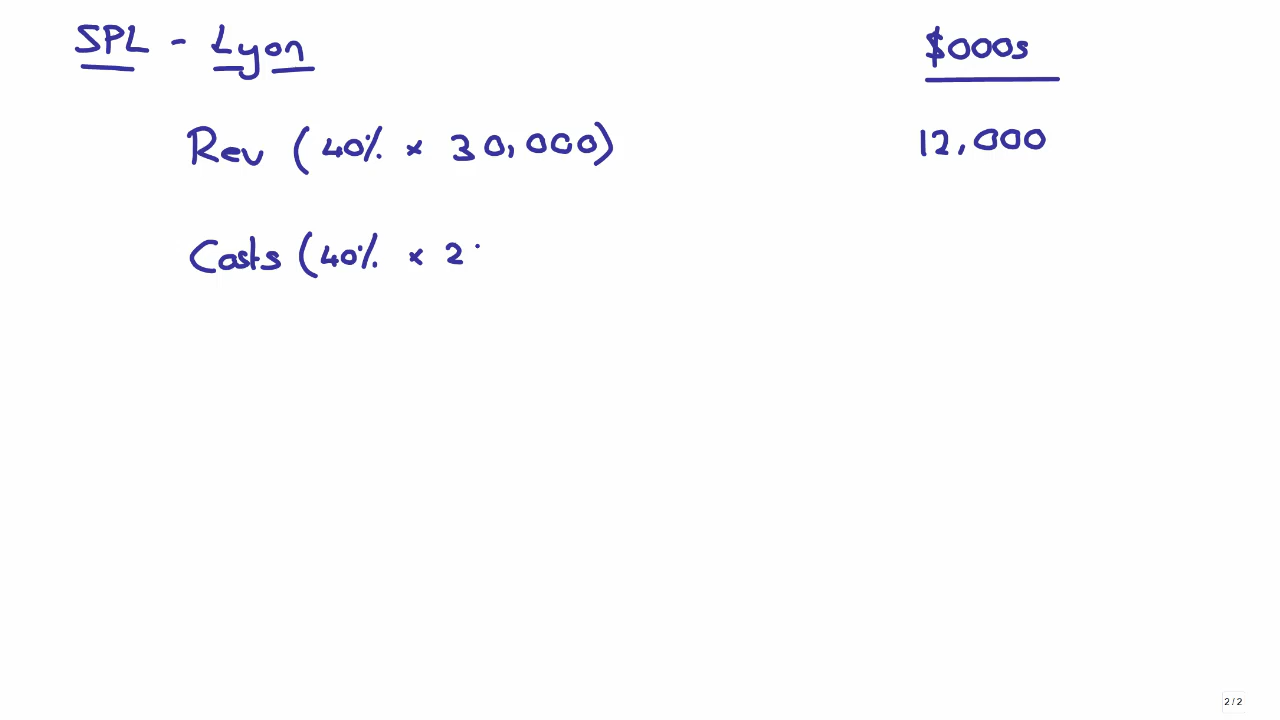 SPL - Lyon $000s
Rev (40% × 30,000) 12,000
Costs (40% × 2
2 / 2